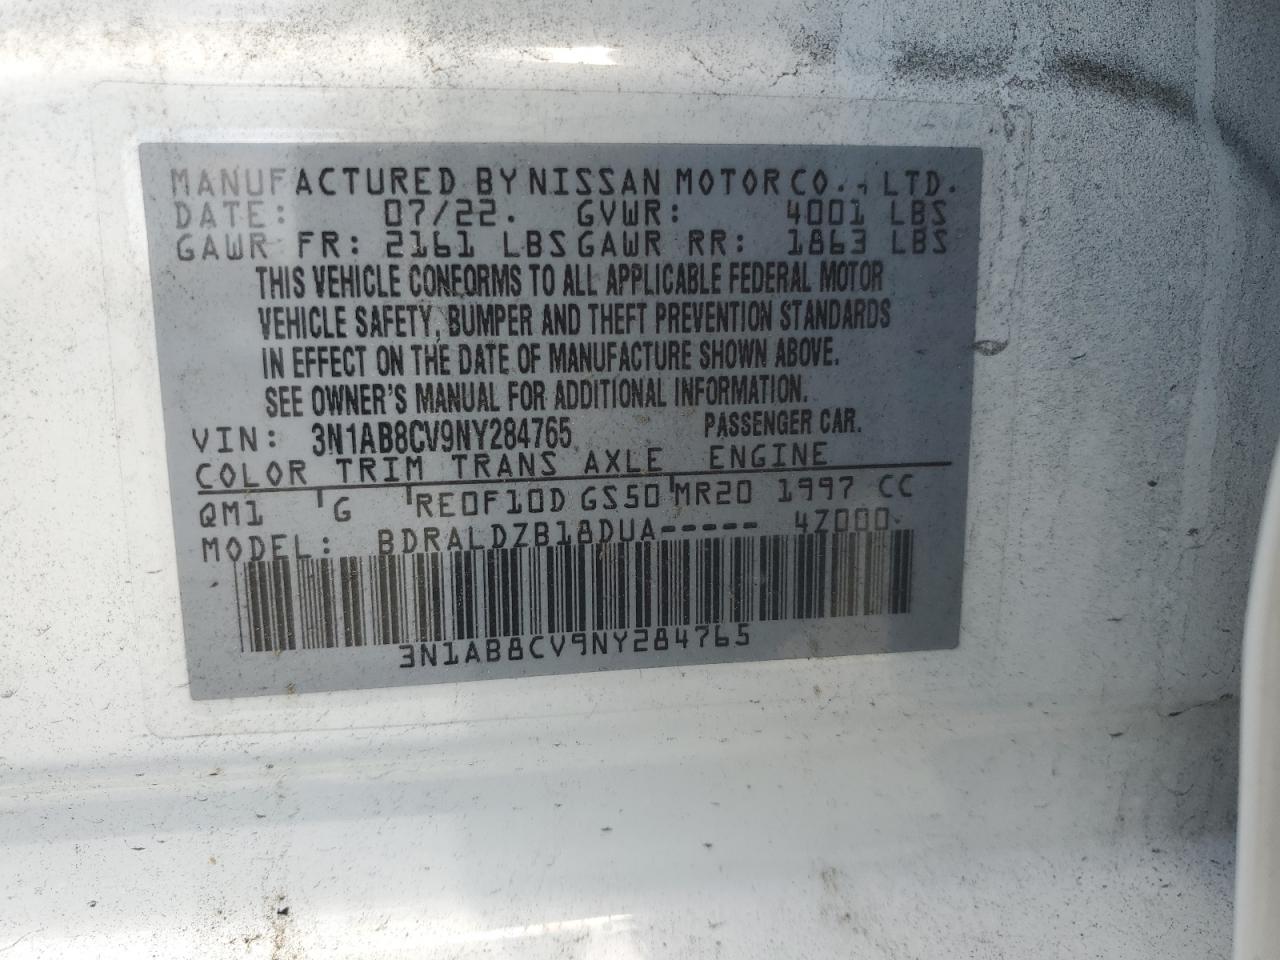 MANUFACTURED BY NISSAN MOTOR CO., LTD.
DATE: 07/22. GVWR: 4001 LBS
GAWR FR: 2161 LBS GAWR RR: 1863 LBS
THIS VEHICLE CONFORMS TO ALL APPLICABLE FEDERAL MOTOR
VEHICLE SAFETY, BUMPER AND THEFT PREVENTION STANDARDS
IN EFFECT ON THE DATE OF MANUFACTURE SHOWN ABOVE.
SEE OWNER'S MANUAL FOR ADDITIONAL INFORMATION.
VIN: 3N1AB8CV9NY284765 PASSENGER CAR.
COLOR TRIM TRANS AXLE ENGINE
QM1 G RE0F10D GS50 MR20 1997 CC
MODEL: BDRALDZB18DUA----- 4Z000
3N1AB8CV9NY284765